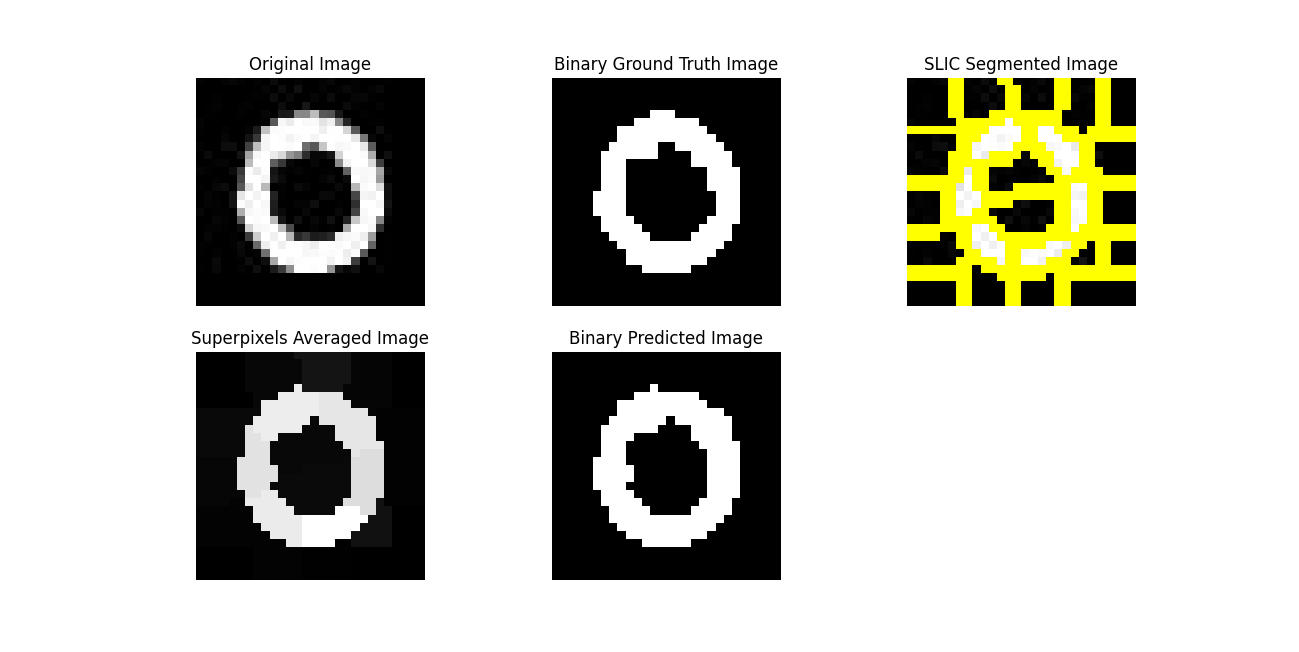 Original Image
Binary Ground Truth Image
SLIC Segmented Image
Superpixels Averaged Image
Binary Predicted Image